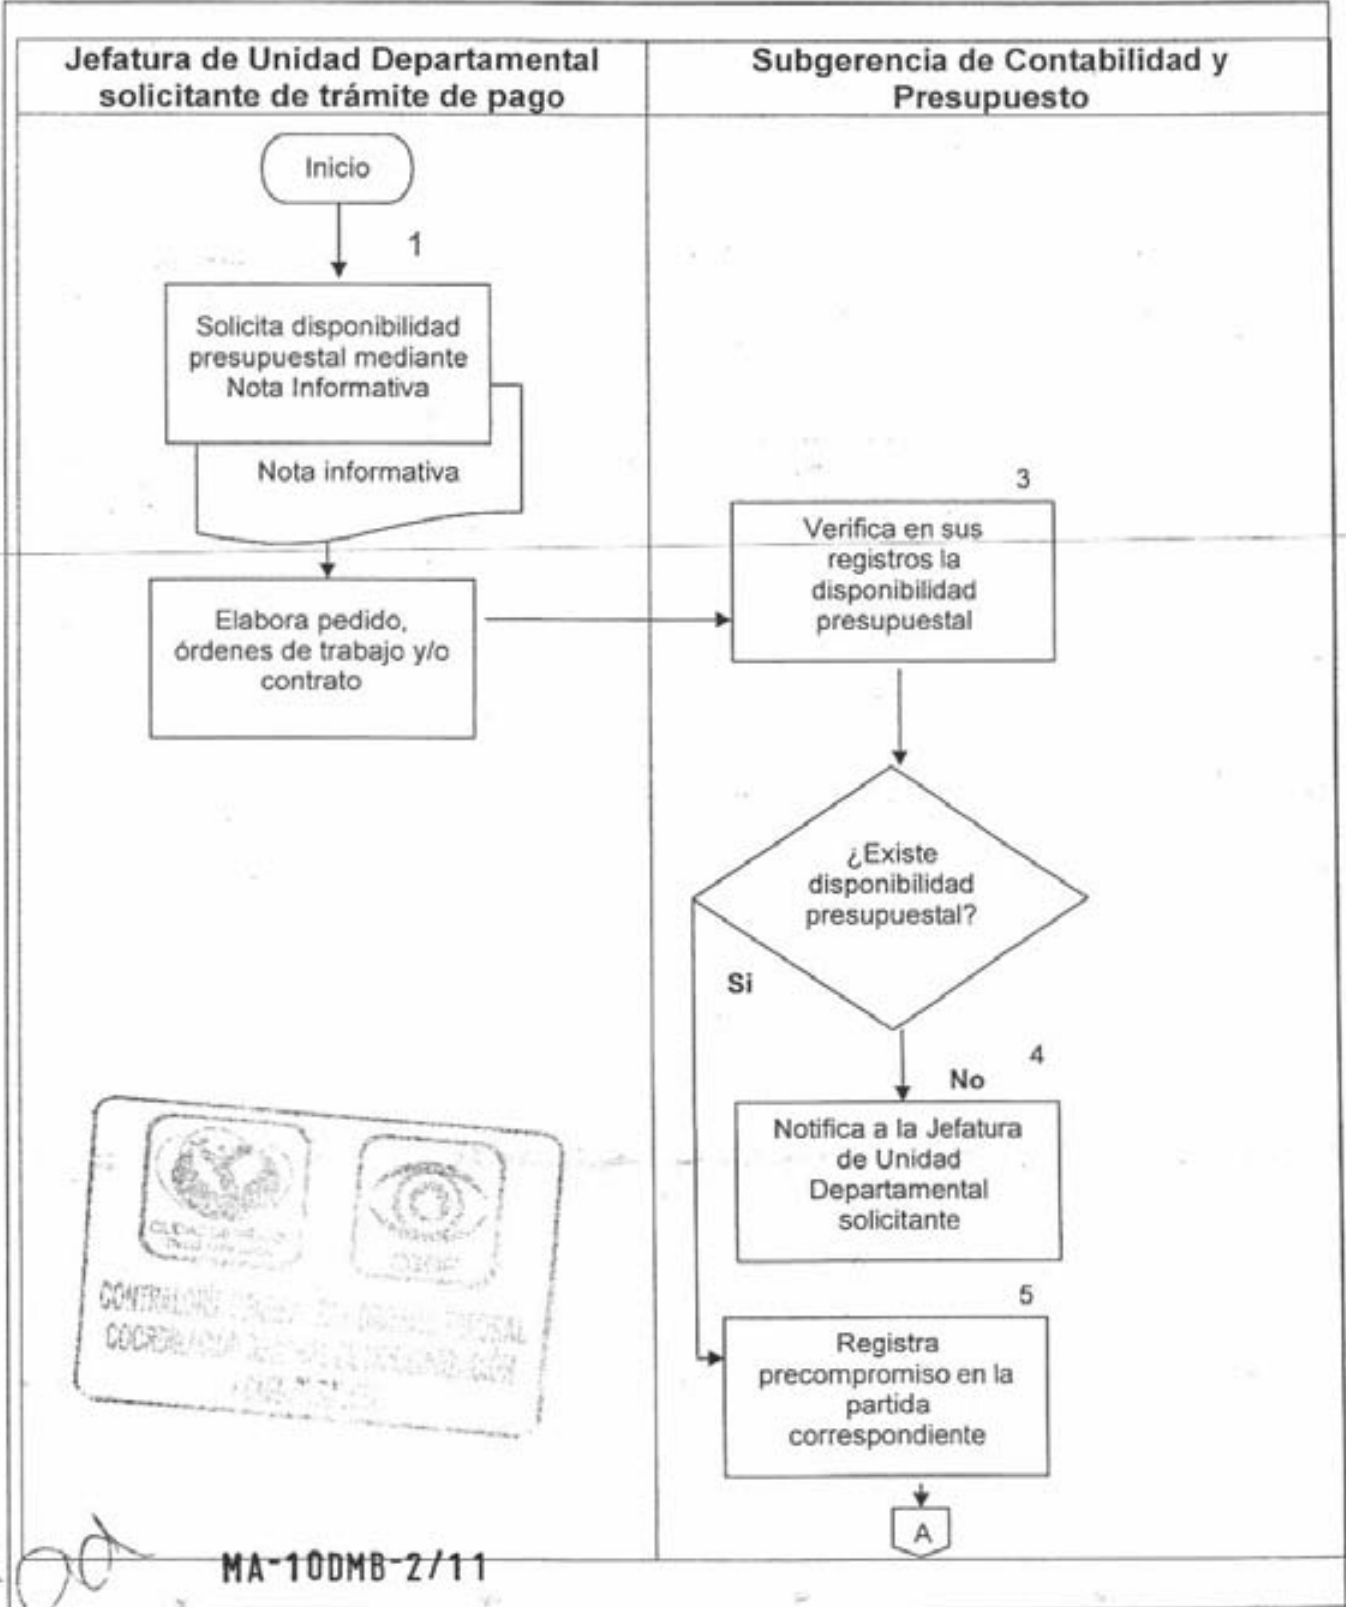 Jefatura de Unidad Departamental
solicitante de trámite de pago
Subgerencia de Contabilidad y
Presupuesto
Inicio
1
Solicita disponibilidad
presupuestal mediante
Nota Informativa
Nota informativa
Elabora pedido,
órdenes de trabajo y/o
contrato
3
Verifica en sus
registros la
disponibilidad
presupuestal
¿Existe
disponibilidad
presupuestal?
Si
No
4
Notifica a la Jefatura
de Unidad
Departamental
solicitante
5
Registra
precompromiso en la
partida
correspondiente
A
MA-10DMB-2/11